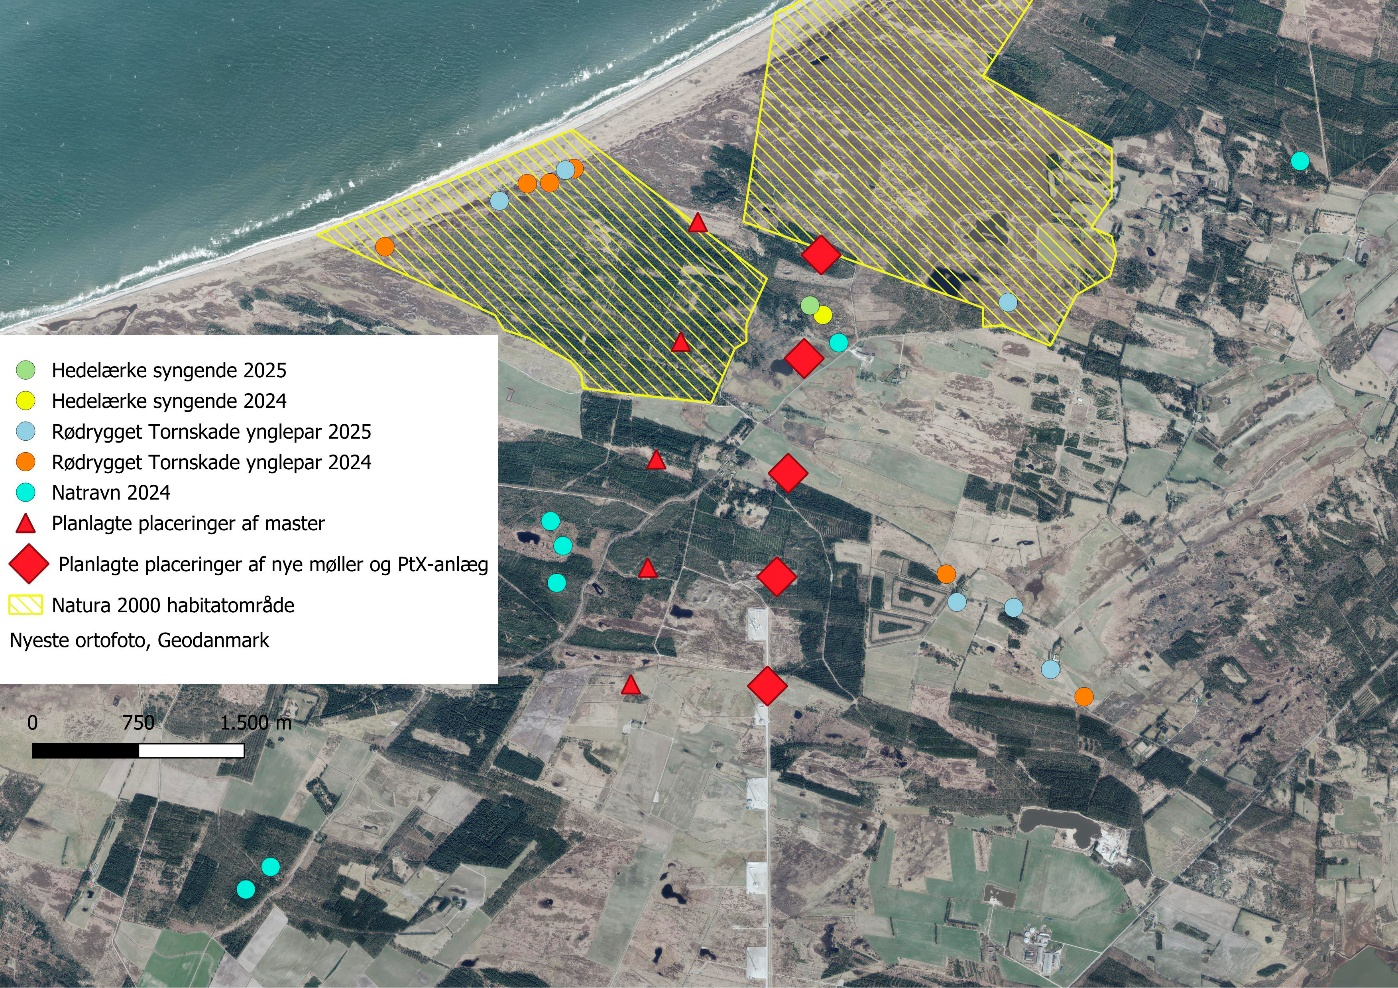 Hedelærke syngende 2025
Hedelærke syngende 2024
Rødrygget Tornskade ynglepar 2025
Rødrygget Tornskade ynglepar 2024
Natravn 2024
Planlagte placeringer af master
Planlagte placeringer af nye møller og PtX-anlæg
Natura 2000 habitatområde
Nyeste ortofoto, Geodanmark
0 750 1.500 m